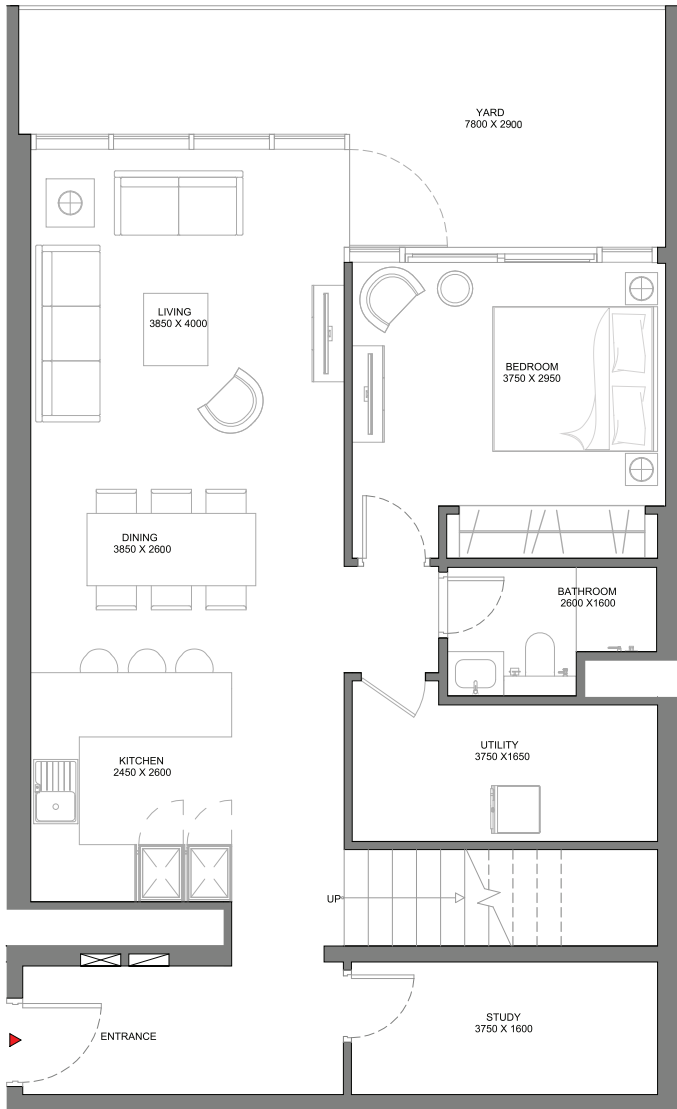 YARD
7800 X 2900
LIVING
3850 X 4000
BEDROOM
3750 X 2950
DINING
3850 X 2600
BATHROOM
2600 X1600
KITCHEN
2450 X 2600
UTILITY
3750 X1650
UP
STUDY
3750 X 1600
ENTRANCE